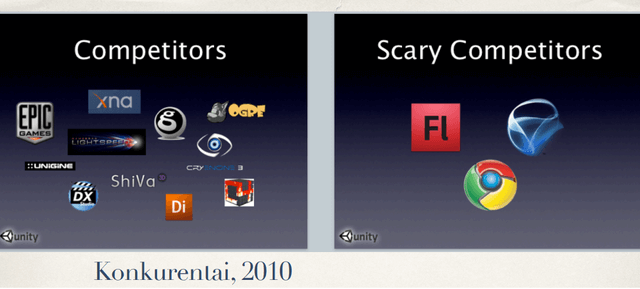 Competitors
EPIC
GAMES
xna
OGRE
LIGHTSPEED
UNIGINE
CRYENGINE 3
DX
Studio
ShiVa
Di
unity
Scary Competitors
Fl
unity
Konkurentai, 2010